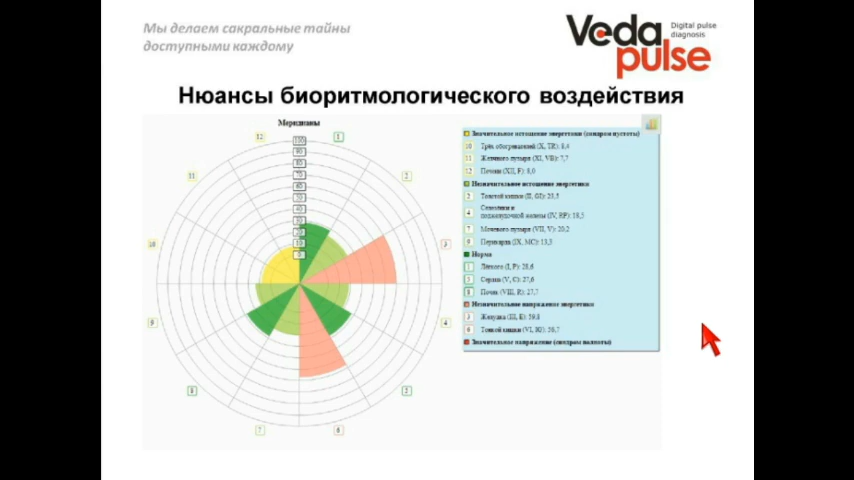 Мы делаем сакральные тайны
доступными каждому
Veda
pulse
Digital pulse
diagnosis
Нюансы биоритмологического воздействия
Меридианы
12
1
11
2
10
3
9
4
8
7
6
100
90
80
70
60
50
40
30
20
10
0
Значительное истощение энергетики (синдром пустоты)
10 Трёх обогревателей (X, TR): 8,4
11 Желчного пузыря (XI, VB): 7,7
12 Печени (XII, F): 8,0
Незначительное истощение энергетики
2 Толстой кишки (II, GI): 23,5
4 Селезёнки и
поджелудочной железы (IV, RP): 18,5
7 Мочевого пузыря (VII, V): 20,2
9 Перикарда (IX, MC): 13,3
Норма
1 Лёгкого (I, P): 28,6
5 Сердца (V, C): 27,6
8 Почек (VIII, R): 27,7
Незначительное напряжение энергетики
3 Желудка (III, E):
6 Тонкой кишки (VI, IG):
Значительное напряжение (синдром полноты)